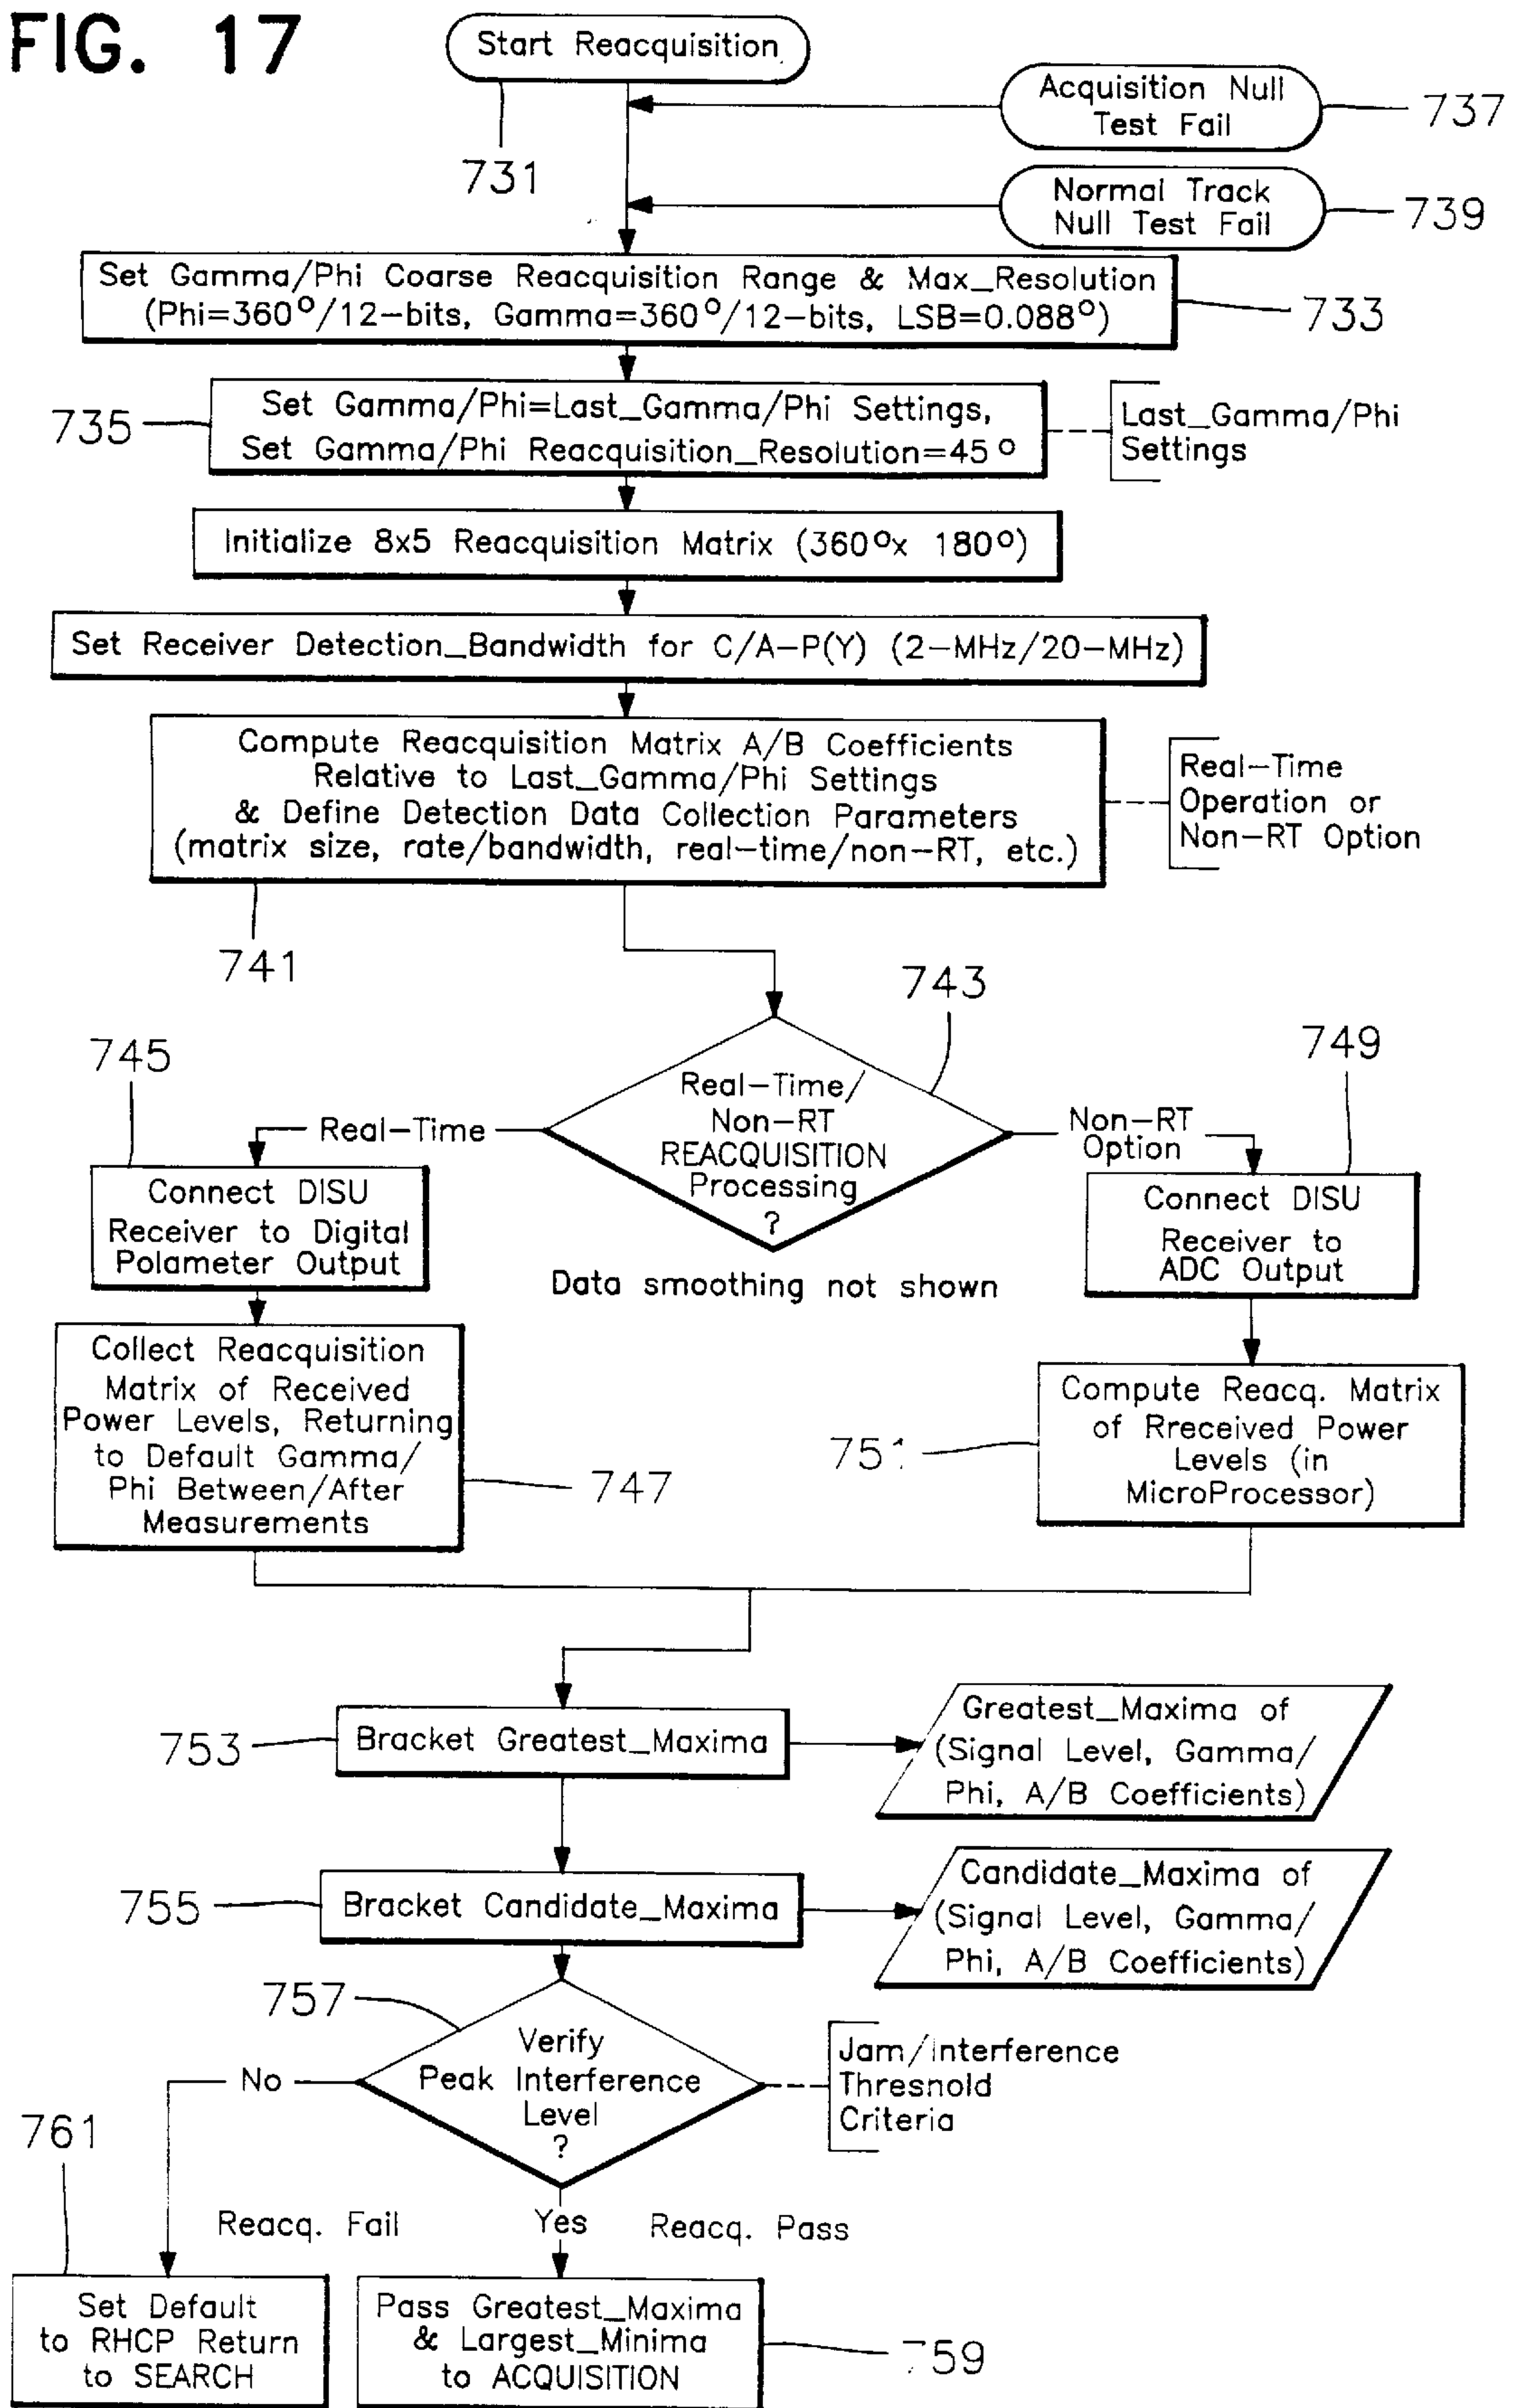 FIG. 17
Start Reacquisition
Acquisition Null
Test Fail
737
731
Normal Track
Null Test Fail
739
Set Gamma/Phi Coarse Reacquisition Range & Max_Resolution
(Phi=360°/12-bits, Gamma=360°/12-bits, LSB=0.088°)
733
735
Set Gamma/Phi=Last_Gamma/Phi Settings,
Set Gamma/Phi Reacquisition_Resolution=45°
Last_Gamma/Phi
Settings
Initialize 8x5 Reacquisition Matrix (360°x 180°)
Set Receiver Detection_Bandwidth for C/A-P(Y) (2-MHz/20-MHz)
Compute Reacquisition Matrix A/B Coefficients
Relative to Last_Gamma/Phi Settings
& Define Detection Data Collection Parameters
(matrix size, rate/bandwidth, real-time/non-RT, etc.)
Real-Time
Operation or
Non-RT Option
741
743
745
749
Real-Time/
Non-RT
REACQUISITION
Processing
?
Real-Time
Non-RT
Option
Connect DISU
Receiver to Digital
Polameter Output
Connect DISU
Receiver to
ADC Output
Data smoothing not shown
Collect Reacquisition
Matrix of Received
Power Levels, Returning
to Default Gamma/
Phi Between/After
Measurements
747
751
Compute Reacq. Matrix
of Rreceived Power
Levels (in
MicroProcessor)
753
Bracket Greatest_Maxima
Greatest_Maxima of
(Signal Level, Gamma/
Phi, A/B Coefficients)
755
Bracket Candidate_Maxima
Candidate_Maxima of
(Signal Level, Gamma/
Phi, A/B Coefficients)
757
Verify
Peak Interference
Level
?
Jam/Interference
Thresnold
Criteria
No
761
Reacq. Fail
Yes
Reacq. Pass
Set Default
to RHCP Return
to SEARCH
Pass Greatest_Maxima
& Largest_Minima
to ACQUISITION
759